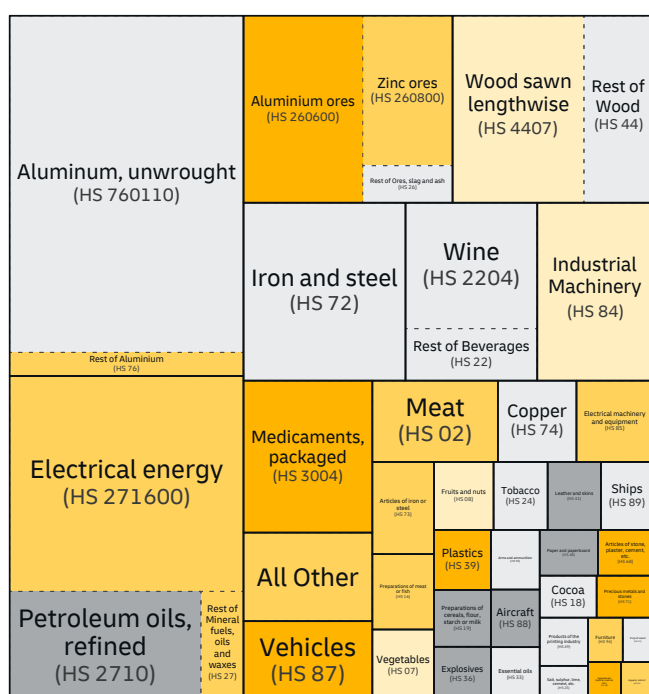 Aluminum, unwrought
(HS 760110)
Rest of Aluminium
(HS 76)
Electrical energy
(HS 271600)
Petroleum oils,
refined
(HS 2710)
Rest of
Mineral
fuels,
oils and
waxes
(HS 27)
Aluminium ores
(HS 260600)
Zinc ores
(HS 260800)
Rest of Ores, slag and ash
(HS 26)
Wood sawn
lengthwise
(HS 4407)
Rest of
Wood
(HS 44)
Iron and steel
(HS 72)
Wine
(HS 2204)
Rest of Beverages
(HS 22)
Industrial
Machinery
(HS 84)
Medicaments,
packaged
(HS 3004)
All Other
Vehicles
(HS 87)
Meat
(HS 02)
Copper
(HS 74)
Electrical machinery
and equipment
(HS 85)
Articles of iron or
steel
(HS 73)
Fruits and nuts
(HS 08)
Tobacco
(HS 24)
Leather and skins
(HS 41)
Ships
(HS 89)
Plastics
(HS 39)
Arms and ammunition
Paper and paperboard
Articles of stone,
plaster, cement,
etc.
(HS 68)
Preparations of meat
or fish
(HS 16)
Preparations of
cereals, flour,
starch or milk
(HS 19)
Aircraft
(HS 88)
Cocoa
(HS 18)
Precious metals and
stones
(HS 71)
Vegetables
(HS 07)
Explosives
(HS 36)
Essential oils
(HS 33)
Products of the
printing industry
(HS 49)
Furniture
(HS 94)
Salt, sulphur, lime,
cement, etc.
(HS 25)